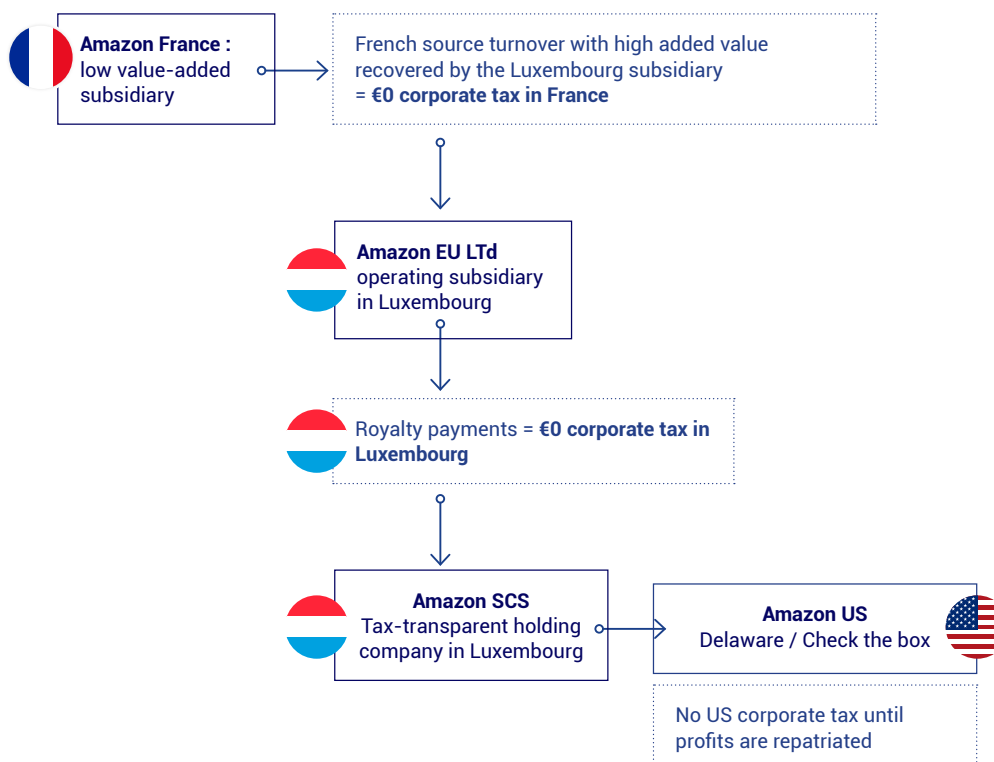 Amazon France :
low value-added
subsidiary
French source turnover with high added value
recovered by the Luxembourg subsidiary
= €0 corporate tax in France
Amazon EU LTd
operating subsidiary
in Luxembourg
Royalty payments = €0 corporate tax in
Luxembourg
Amazon SCS
Tax-transparent holding
company in Luxembourg
Amazon US
Delaware / Check the box
No US corporate tax until
profits are repatriated